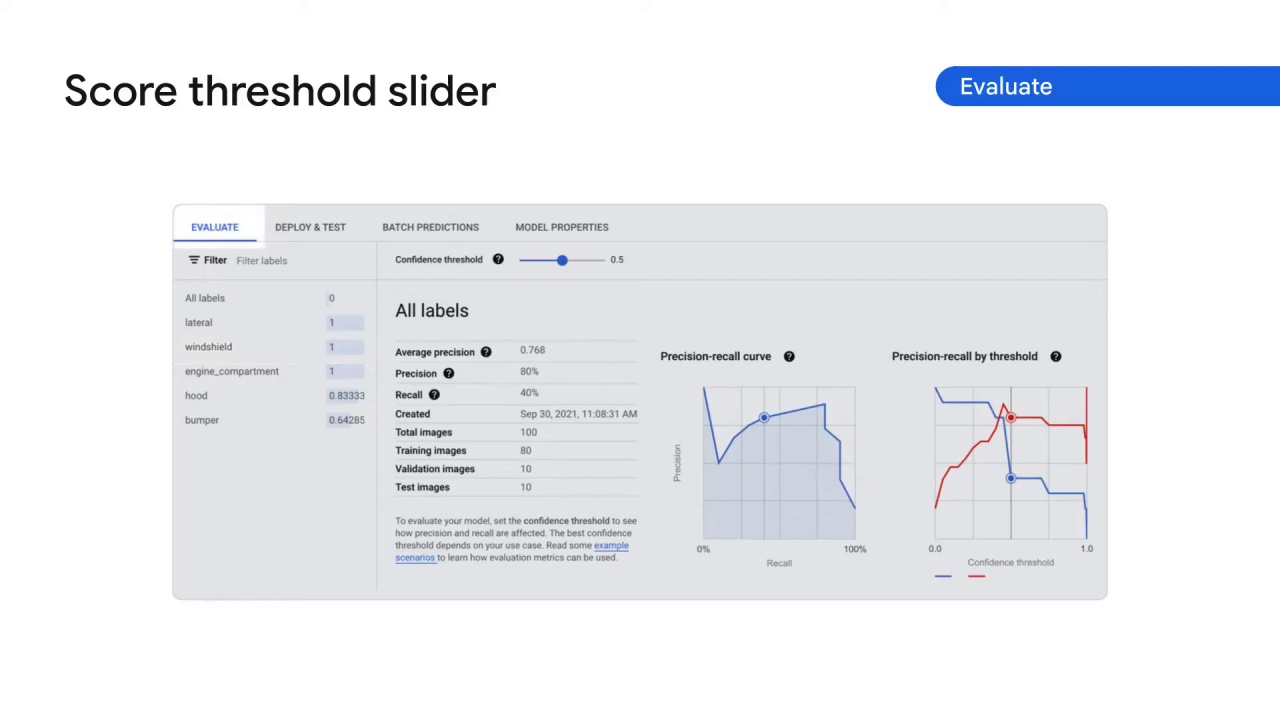 Score threshold slider
Evaluate
EVALUATE
DEPLOY & TEST
BATCH PREDICTIONS
MODEL PROPERTIES
Filter Filter labels
Confidence threshold ? 0.5
All labels 0
lateral 1
windshield 1
engine_compartment 1
hood 0.83333
bumper 0.64285
All labels
Average precision ? 0.768
Precision ? 80%
Recall ? 40%
Created Sep 30, 2021, 11:08:31 AM
Total images 100
Training images 80
Validation images 10
Test images 10
To evaluate your model, set the confidence threshold to see
how precision and recall are affected. The best confidence
threshold depends on your use case. Read some example
scenarios to learn how evaluation metrics can be used.
Precision-recall curve ?
Precision
0% 100%
Recall
Precision-recall by threshold ?
0.0 1.0
Confidence threshold